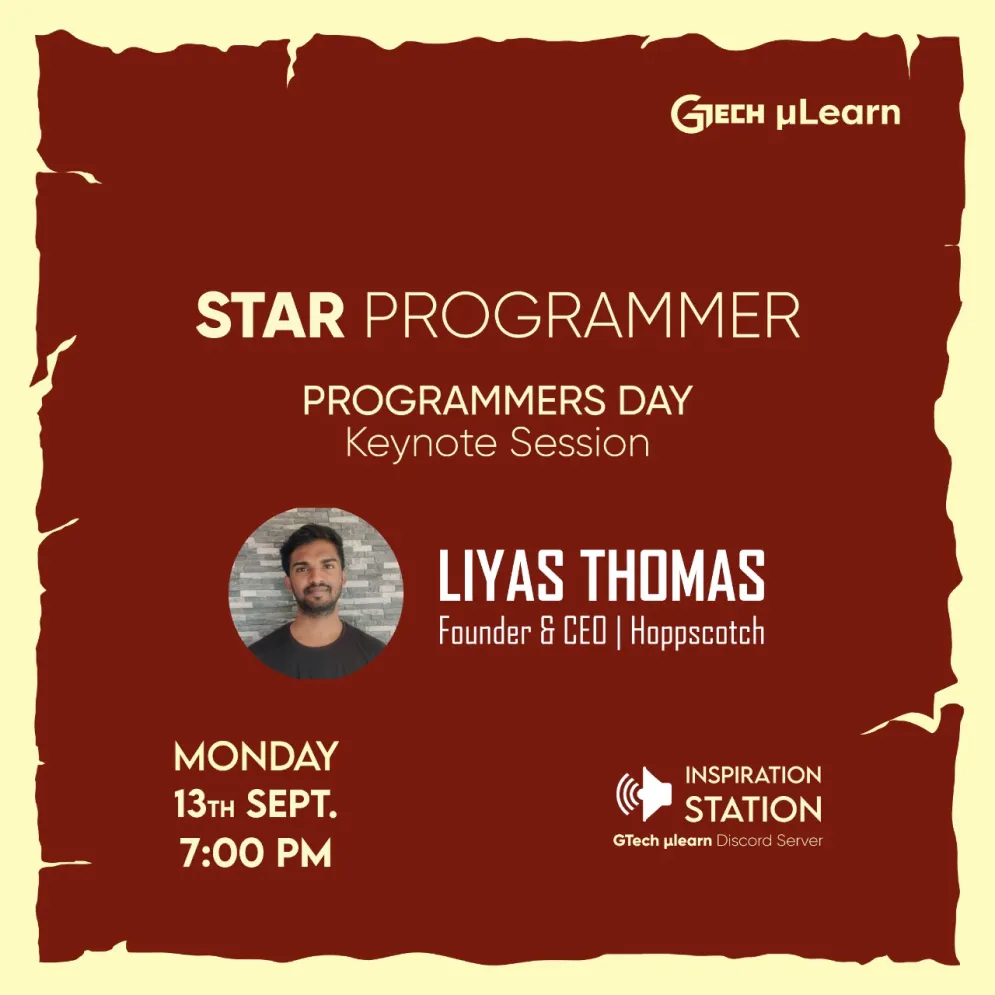 GTECH µLearn
STAR PROGRAMMER
PROGRAMMERS DAY
Keynote Session
LIYAS THOMAS
Founder & CEO | Hoppscotch
MONDAY
13TH SEPT.
7:00 PM
INSPIRATION
STATION
GTech µlearn Discord Server